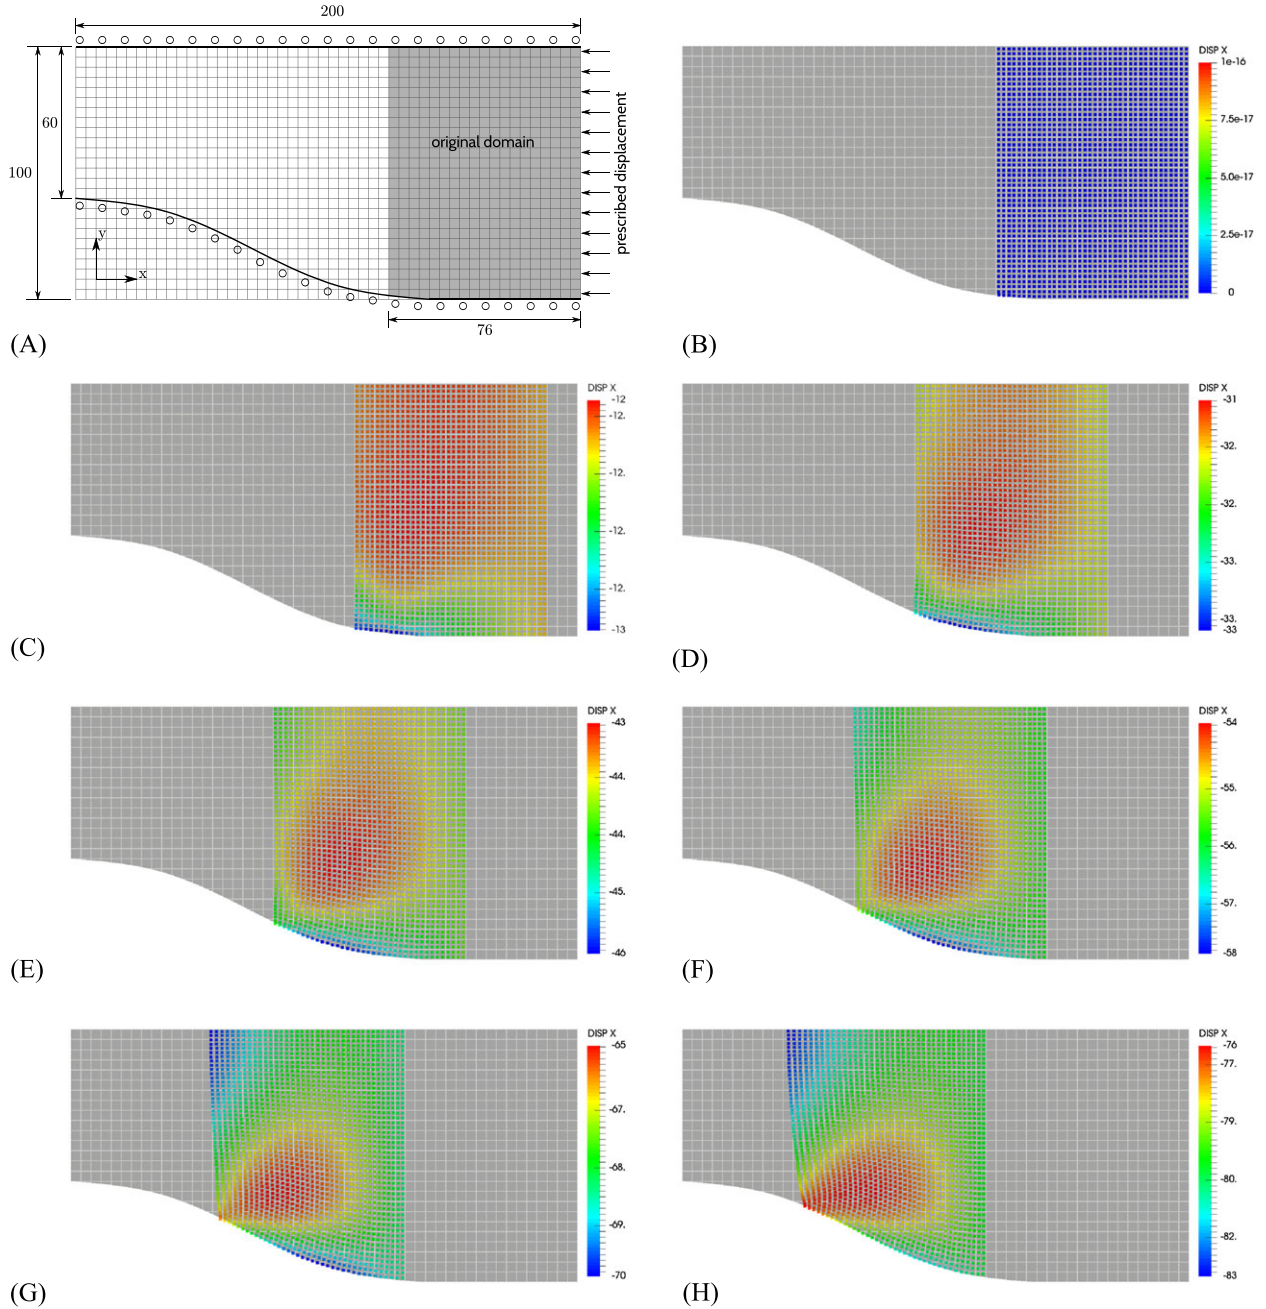 200
60
100
original domain
prescribed displacement
y
x
76
(A)
DISP X
1e-16
7.5e-17
5.0e-17
2.5e-17
0
(B)
DISP X
-12
-12.
-12.
-12.
-12.
-13
(C)
DISP X
-31
-32.
-32.
-33.
-33.
-33
(D)
DISP X
-43
-44.
-44.
-45.
-46
(E)
DISP X
-54
-55.
-56.
-57.
-58
(F)
DISP X
-65
-67.
-68.
-69.
-70
(G)
DISP X
-76
-77.
-79.
-80.
-82.
-83
(H)